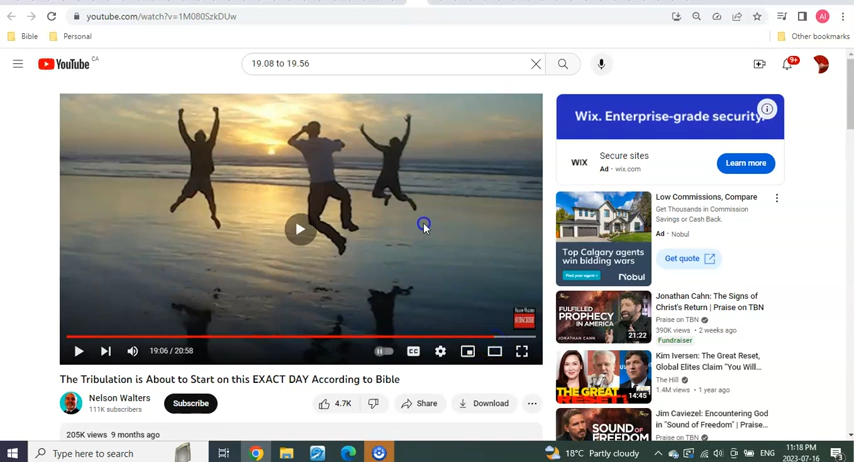 youtube.com/watch?v=1M080SzkDUw
AI
Bible
Personal
Other bookmarks
YouTube CA
19.08 to 19.56
9+
Wix. Enterprise-grade security.
WIX
Secure sites
Ad · wix.com
Learn more
Low Commissions, Compare
Get Thousands in Commission
Savings or Cash Back.
Ad · Nobul
Get quote
Top Calgary agents
win bidding wars
Find your agent
Nobul
SUBSCRIBE
19:06 / 20:58
FULFILLED
PROPHECY
IN AMERICA
21:22
Jonathan Cahn: The Signs of
Christ's Return | Praise on TBN
Praise on TBN
390K views · 2 weeks ago
Fundraiser
The Tribulation is About to Start on this EXACT DAY According to Bible
THE GREAT RESET
14:45
Kim Iversen: The Great Reset,
Global Elites Claim "You Will...
The Hill
1.4M views · 1 year ago
Nelson Walters
111K subscribers
Subscribe
4.7K
Share
Download
SOUND of
FREEDOM
Jim Caviezel: Encountering God
in "Sound of Freedom" | Praise...
Praise on TBN
205K views 9 months ago
Type here to search
18°C Partly cloudy
ENG
11:18 PM
2023-07-16
3